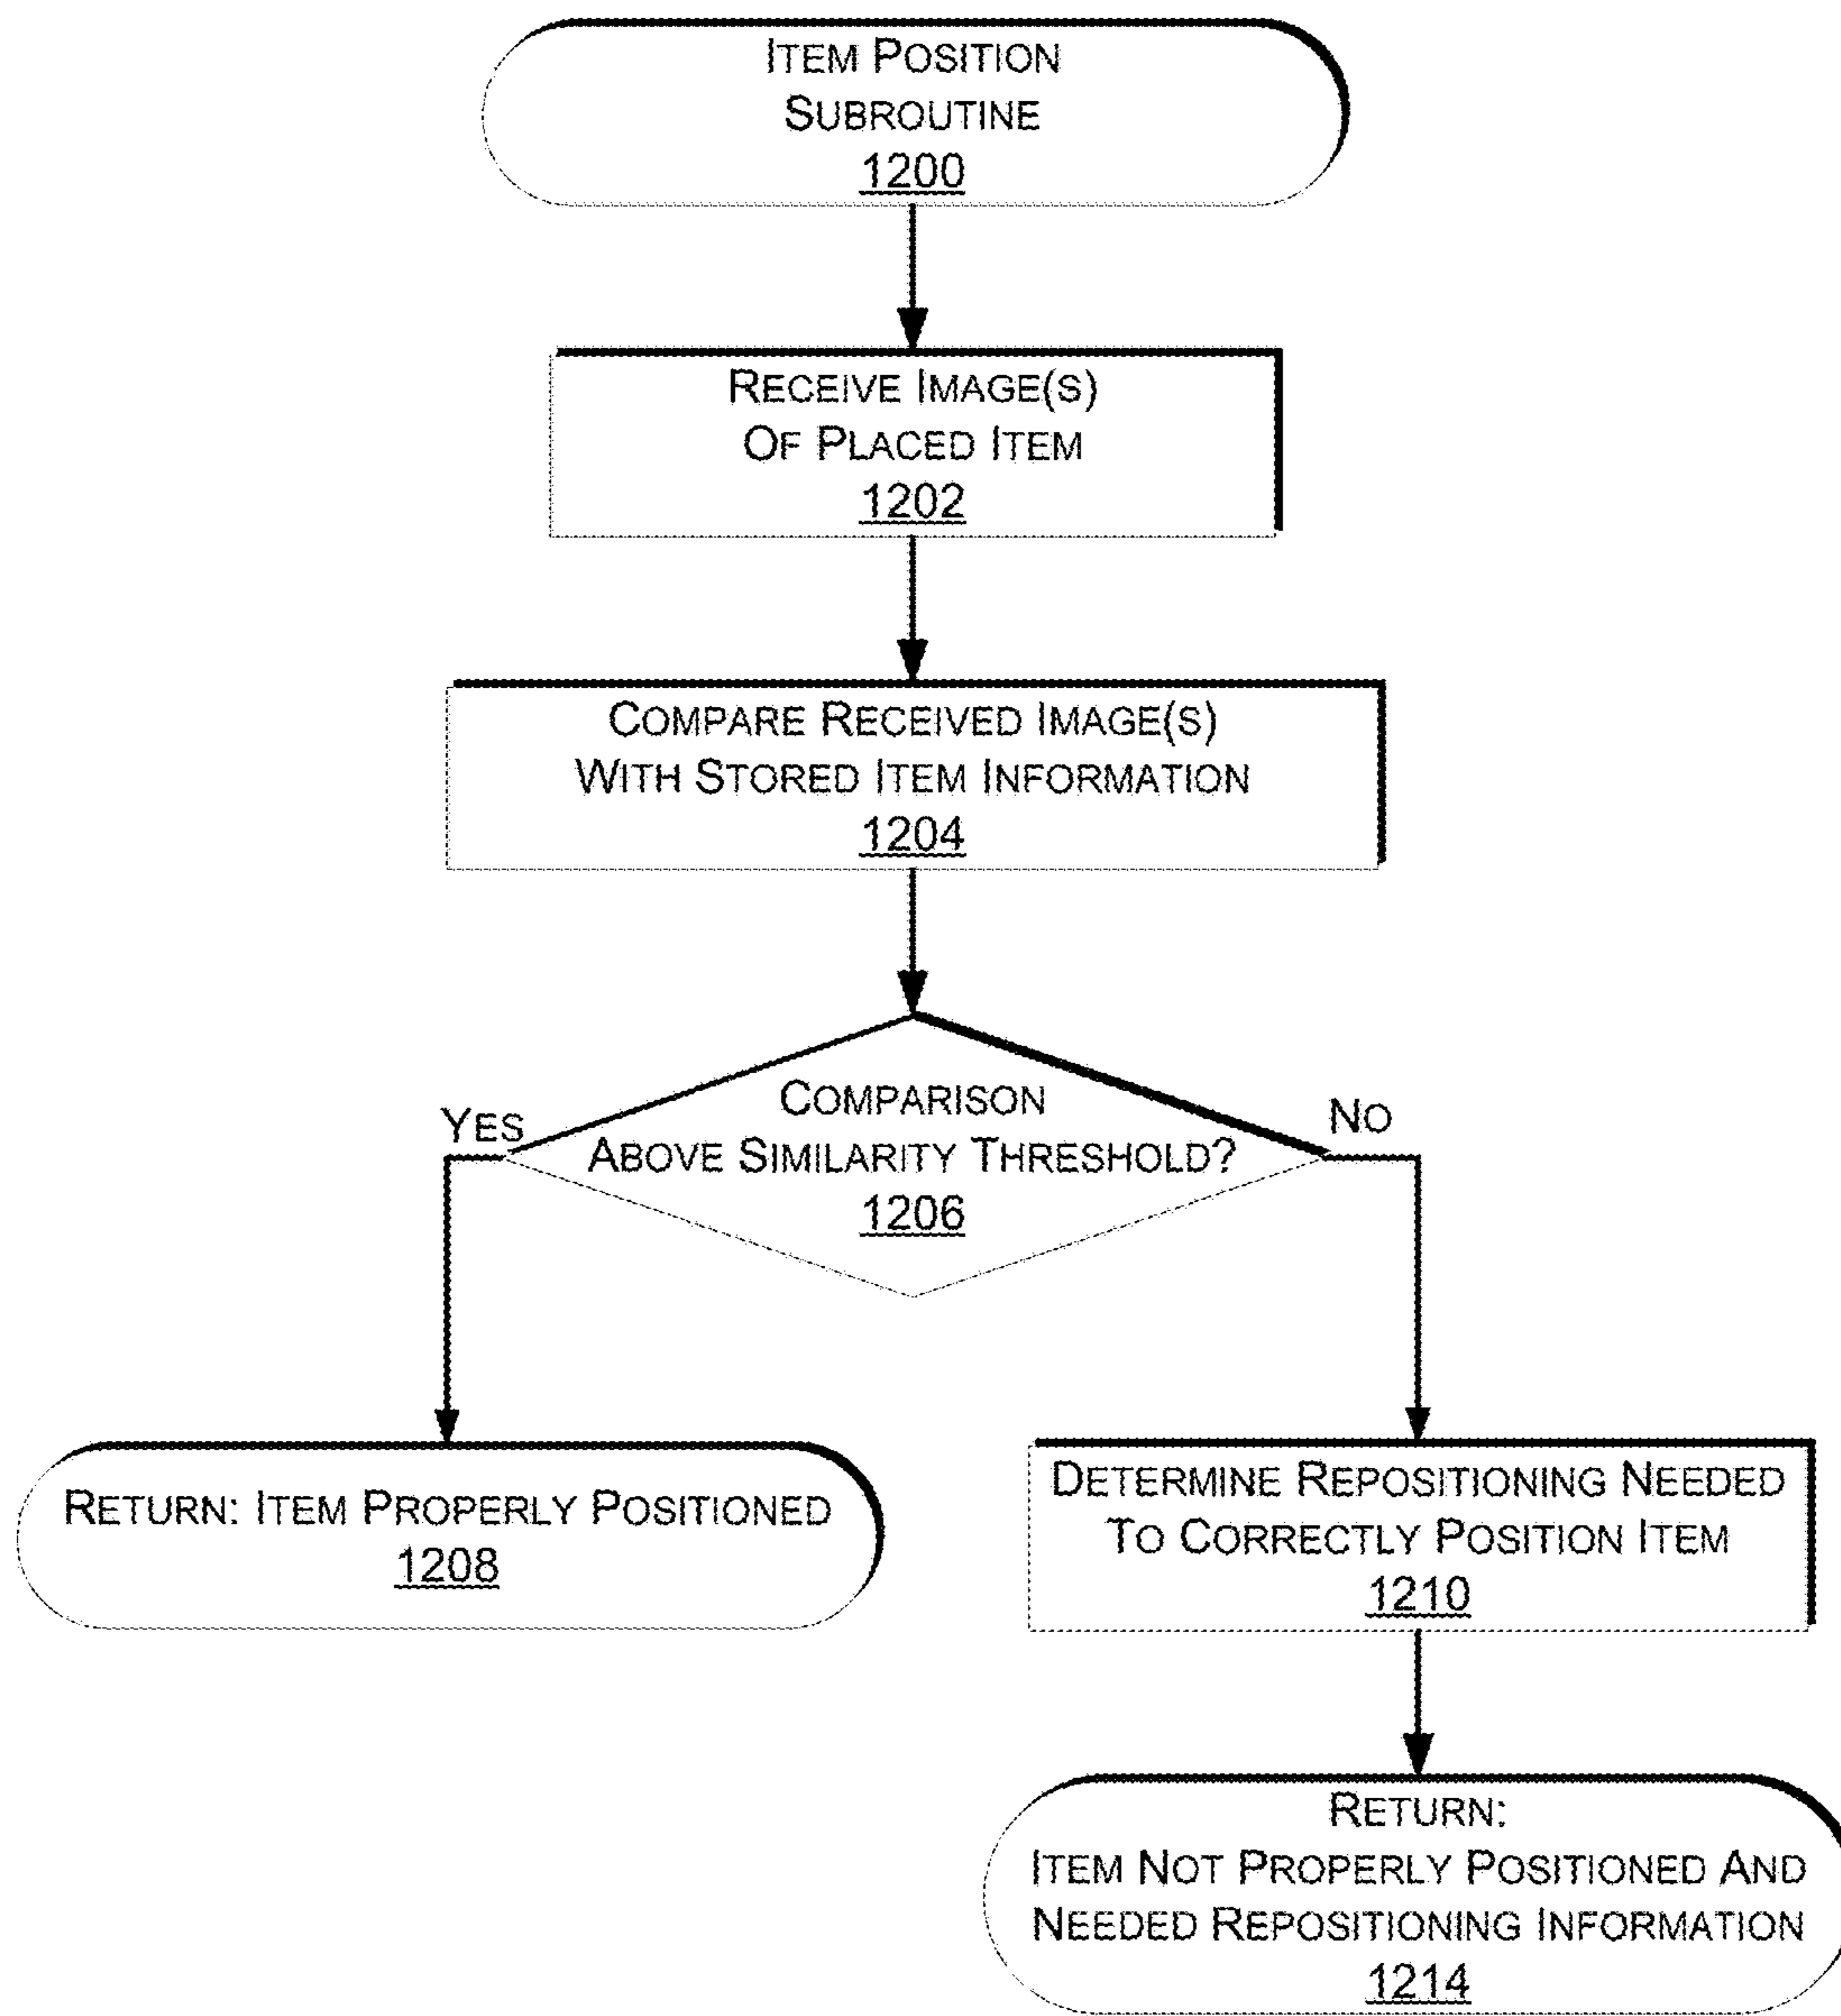 ITEM POSITION
SUBROUTINE
1200
RECEIVE IMAGE(S)
OF PLACED ITEM
1202
COMPARE RECEIVED IMAGE(S)
WITH STORED ITEM INFORMATION
1204
COMPARISON
ABOVE SIMILARITY THRESHOLD?
1206
YES
NO
RETURN: ITEM PROPERLY POSITIONED
1208
DETERMINE REPOSITIONING NEEDED
TO CORRECTLY POSITION ITEM
1210
RETURN:
ITEM NOT PROPERLY POSITIONED AND
NEEDED REPOSITIONING INFORMATION
1214